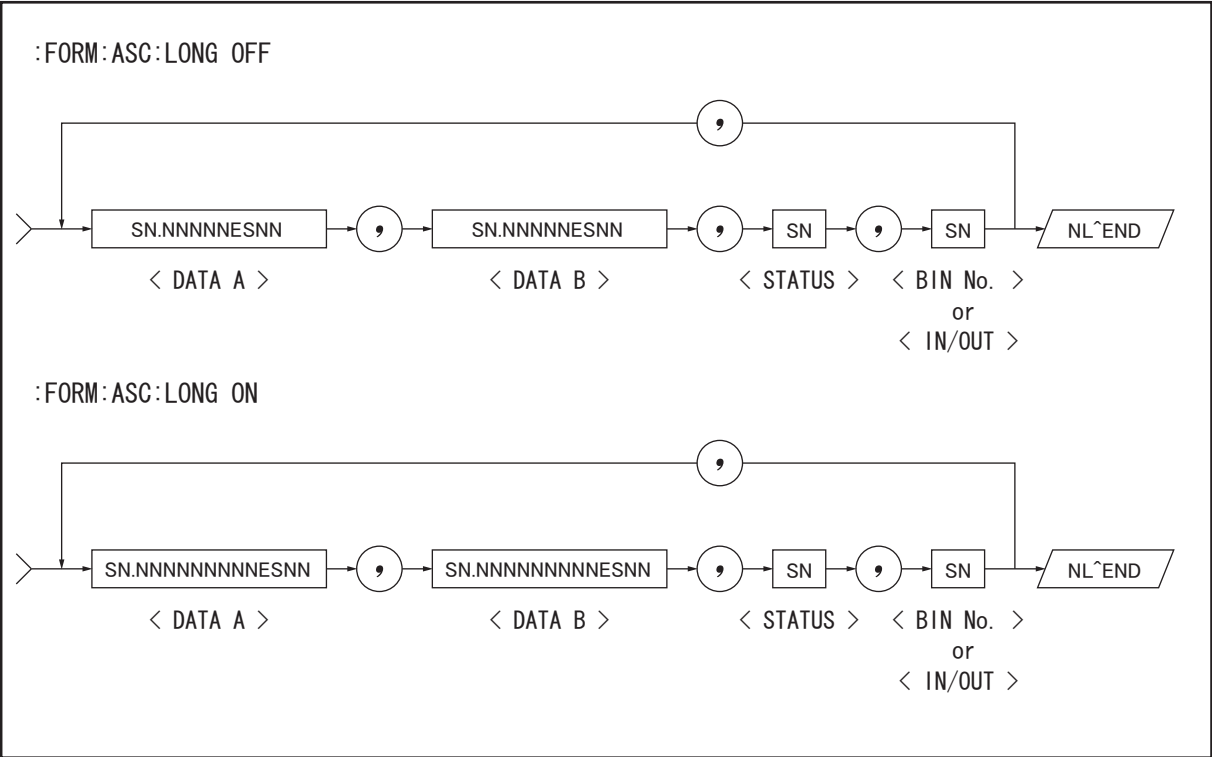 :FORM:ASC:LONG OFF
,
SN.NNNNNESNN , SN.NNNNNESNN , SN , SN NL^END
< DATA A > < DATA B > < STATUS > < BIN No. >
or
< IN/OUT >
:FORM:ASC:LONG ON
,
SN.NNNNNNNNNESNN , SN.NNNNNNNNNESNN , SN , SN NL^END
< DATA A > < DATA B > < STATUS > < BIN No. >
or
< IN/OUT >